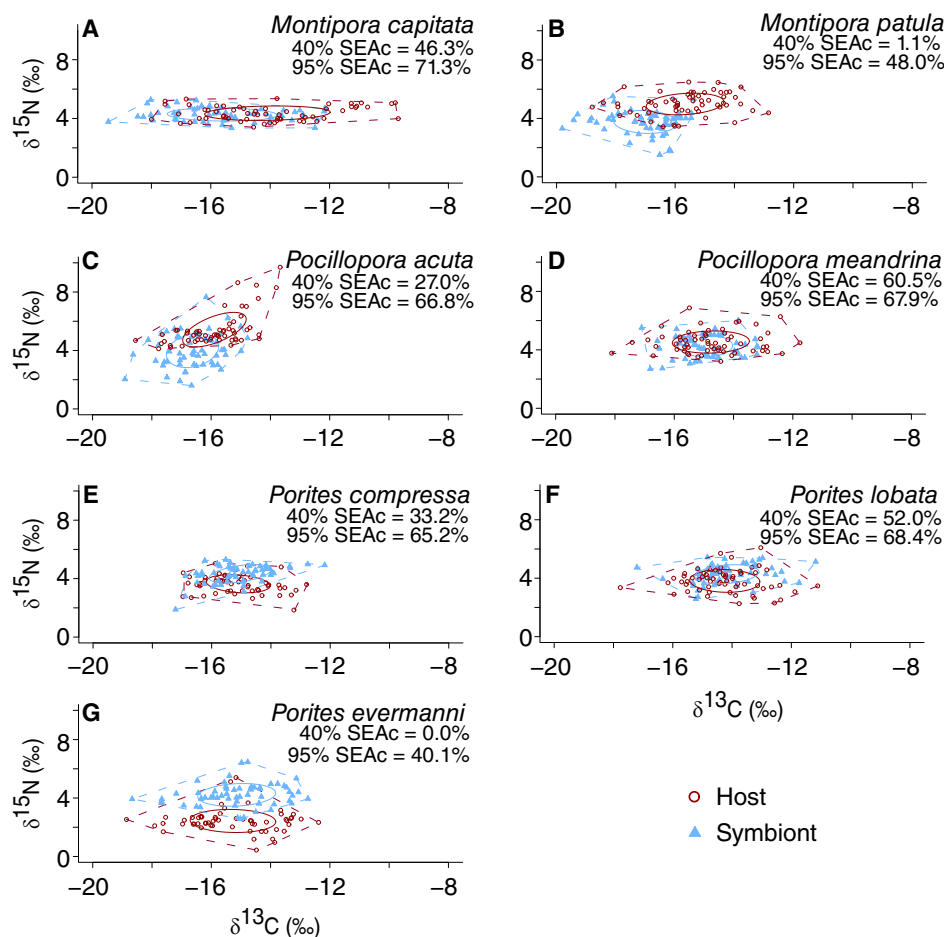 A
Montipora capitata
40% SEAc = 46.3%
95% SEAc = 71.3%
δ15N (‰)
8
4
0
−20
−16
−12
−8
B
Montipora patula
40% SEAc = 1.1%
95% SEAc = 48.0%
8
4
0
−20
−16
−12
−8
C
Pocillopora acuta
40% SEAc = 27.0%
95% SEAc = 66.8%
δ15N (‰)
8
4
0
−20
−16
−12
−8
D
Pocillopora meandrina
40% SEAc = 60.5%
95% SEAc = 67.9%
8
4
0
−20
−16
−12
−8
E
Porites compressa
40% SEAc = 33.2%
95% SEAc = 65.2%
δ15N (‰)
8
4
0
−20
−16
−12
−8
F
Porites lobata
40% SEAc = 52.0%
95% SEAc = 68.4%
8
4
0
−20
−16
−12
−8
δ13C (‰)
G
Porites evermanni
40% SEAc = 0.0%
95% SEAc = 40.1%
δ15N (‰)
8
4
0
−20
−16
−12
−8
δ13C (‰)
Host
Symbiont